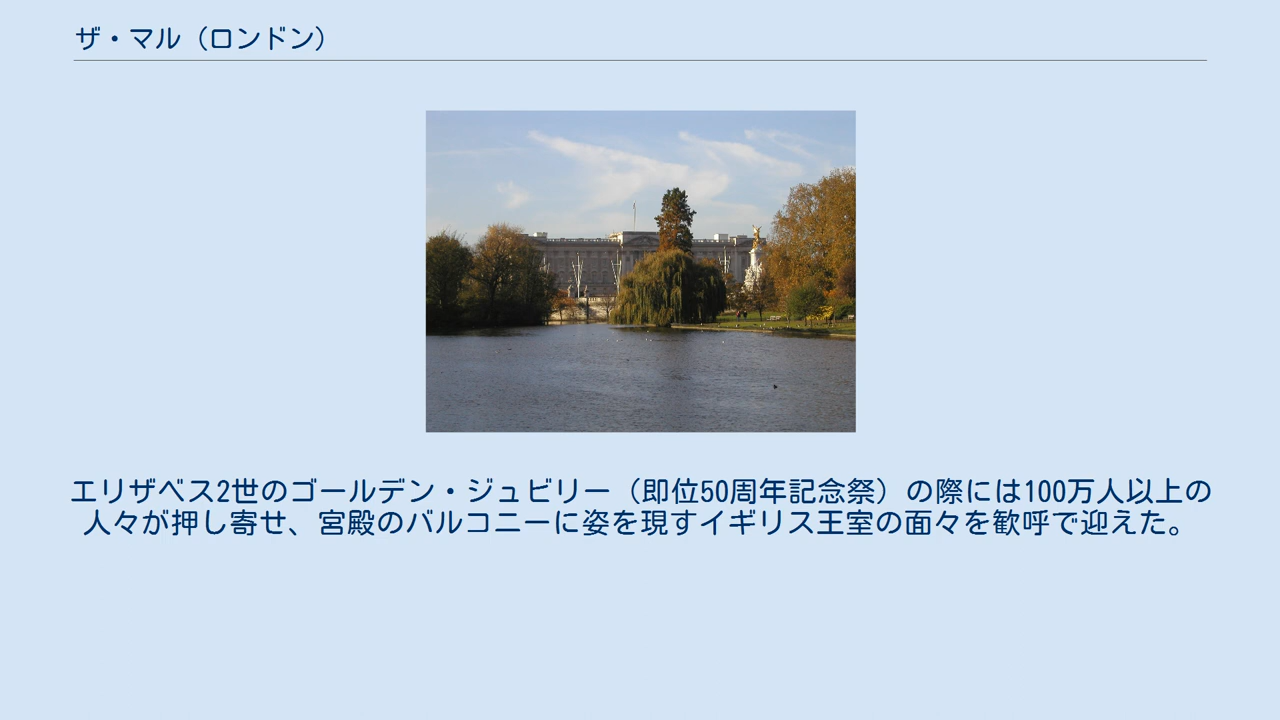 ザ・マル（ロンドン）
エリザベス2世のゴールデン・ジュビリー（即位50周年記念祭）の際には100万人以上の
人々が押し寄せ、宮殿のバルコニーに姿を現すイギリス王室の面々を歓呼で迎えた。